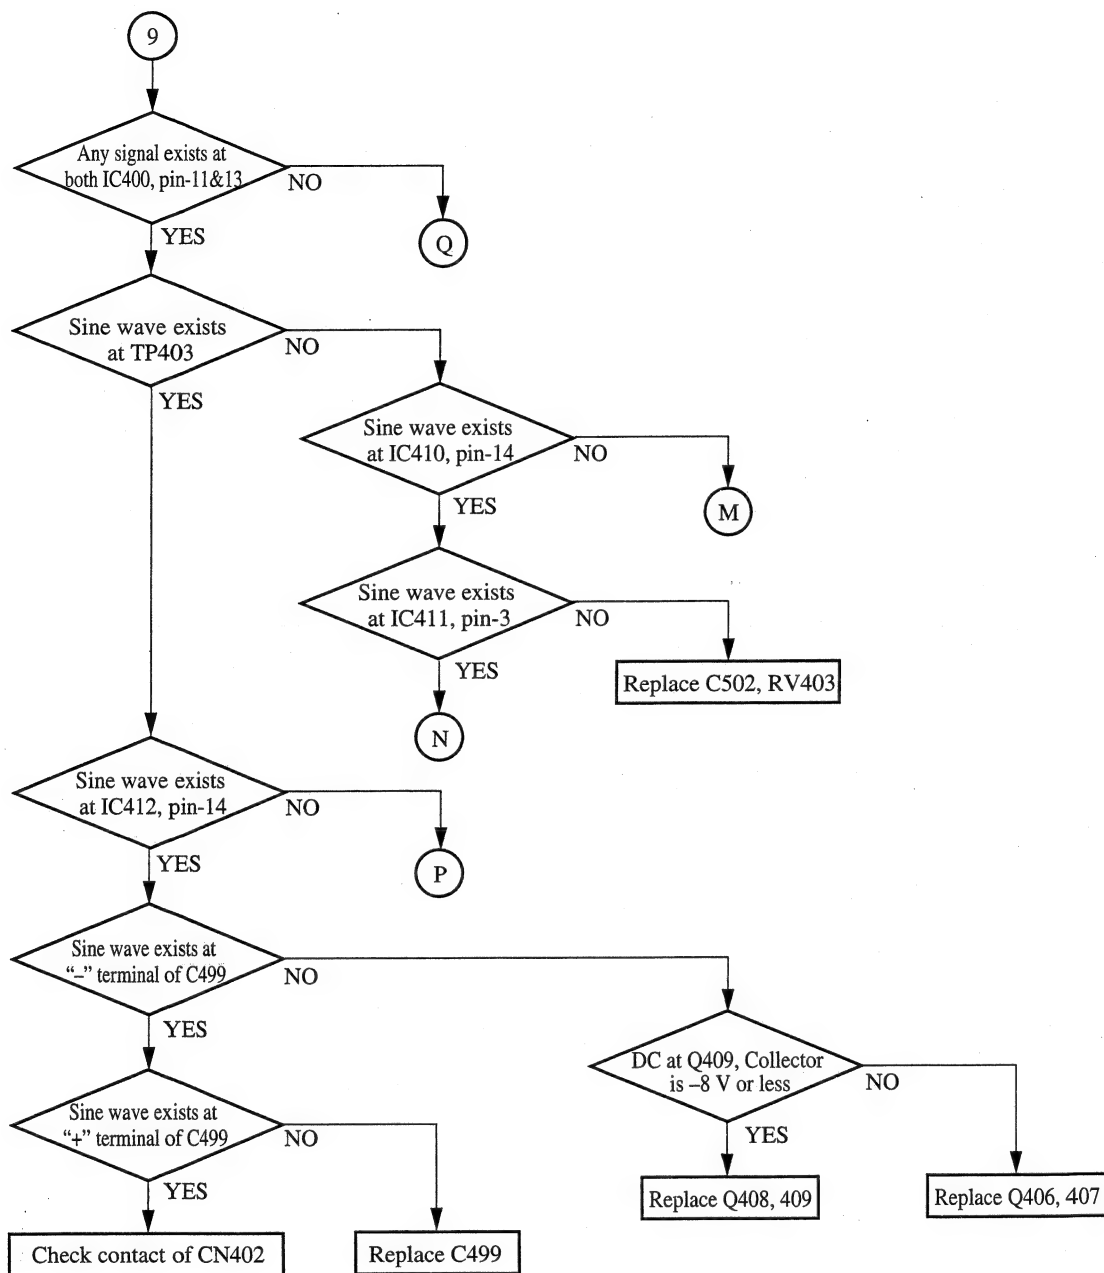 9
Any signal exists at
both IC400, pin-11&13
NO
YES
Q
Sine wave exists
at TP403
NO
YES
Sine wave exists
at IC410, pin-14
NO
YES
M
Sine wave exists
at IC411, pin-3
NO
YES
Replace C502, RV403
N
Sine wave exists
at IC412, pin-14
NO
YES
P
Sine wave exists at
“–” terminal of C499
NO
YES
DC at Q409, Collector
is –8 V or less
NO
YES
Sine wave exists at
“+” terminal of C499
NO
YES
Replace Q408, 409
Replace Q406, 407
Check contact of CN402
Replace C499